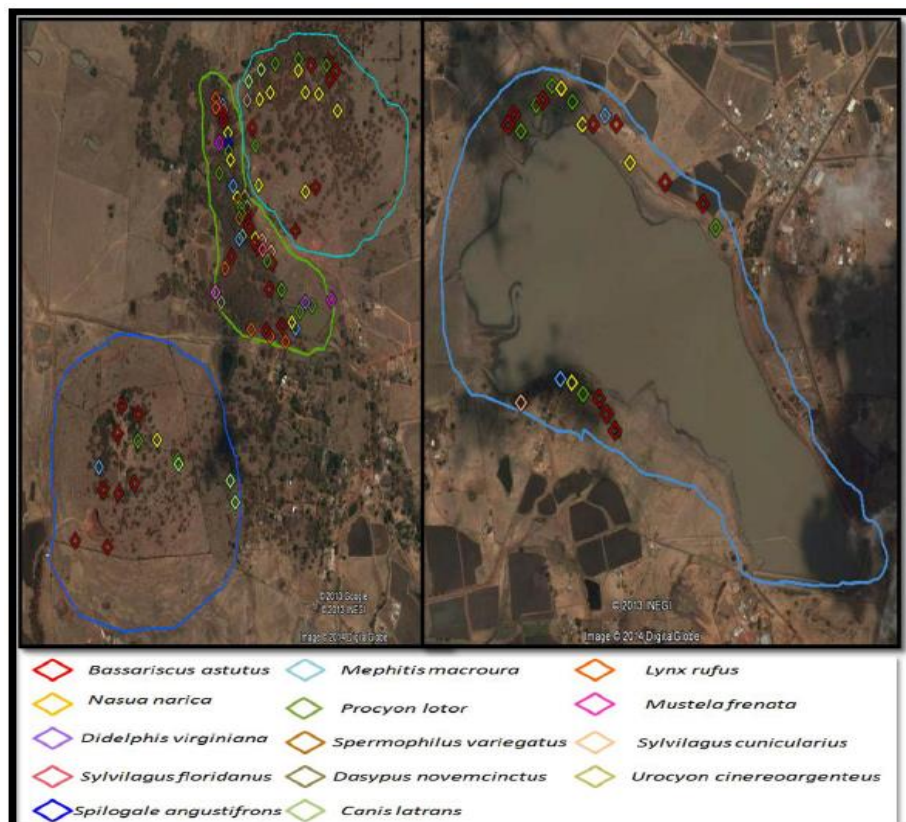 © 2013 Google
© 2013 INEGI
Image © 2014 DigitalGlobe
© 2013 INEGI
Image © 2014 DigitalGlobe
Bassariscus astutus
Mephitis macroura
Lynx rufus
Nasua narica
Procyon lotor
Mustela frenata
Didelphis virginiana
Spermophilus variegatus
Sylvilagus cunicularius
Sylvilagus floridanus
Dasypus novemcinctus
Urocyon cinereoargenteus
Spilogale angustifrons
Canis latrans